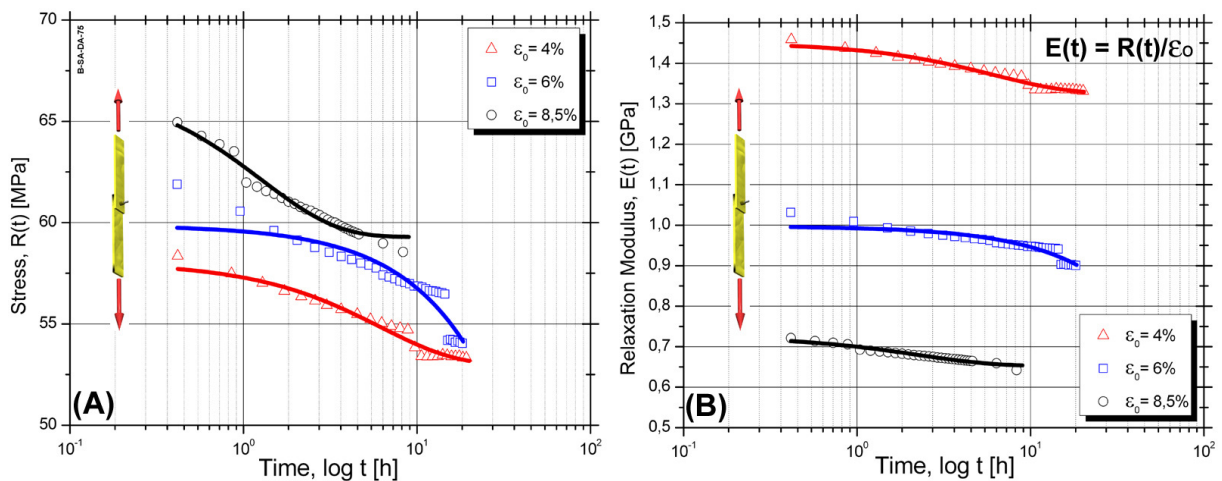 B-SA-DA-75
70
65
60
55
50
Stress, R(t) [MPa]
ε₀ = 4%
ε₀ = 6%
ε₀ = 8,5%
(A)
10⁻¹ 10⁰ 10¹ 10²
Time, log t [h]
1,5
1,4
1,3
1,2
1,1
1,0
0,9
0,8
0,7
0,6
0,5
Relaxation Modulus, E(t) [GPa]
E(t) = R(t)/εo
ε₀ = 4%
ε₀ = 6%
ε₀ = 8,5%
(B)
10⁻¹ 10⁰ 10¹ 10²
Time, log t [h]